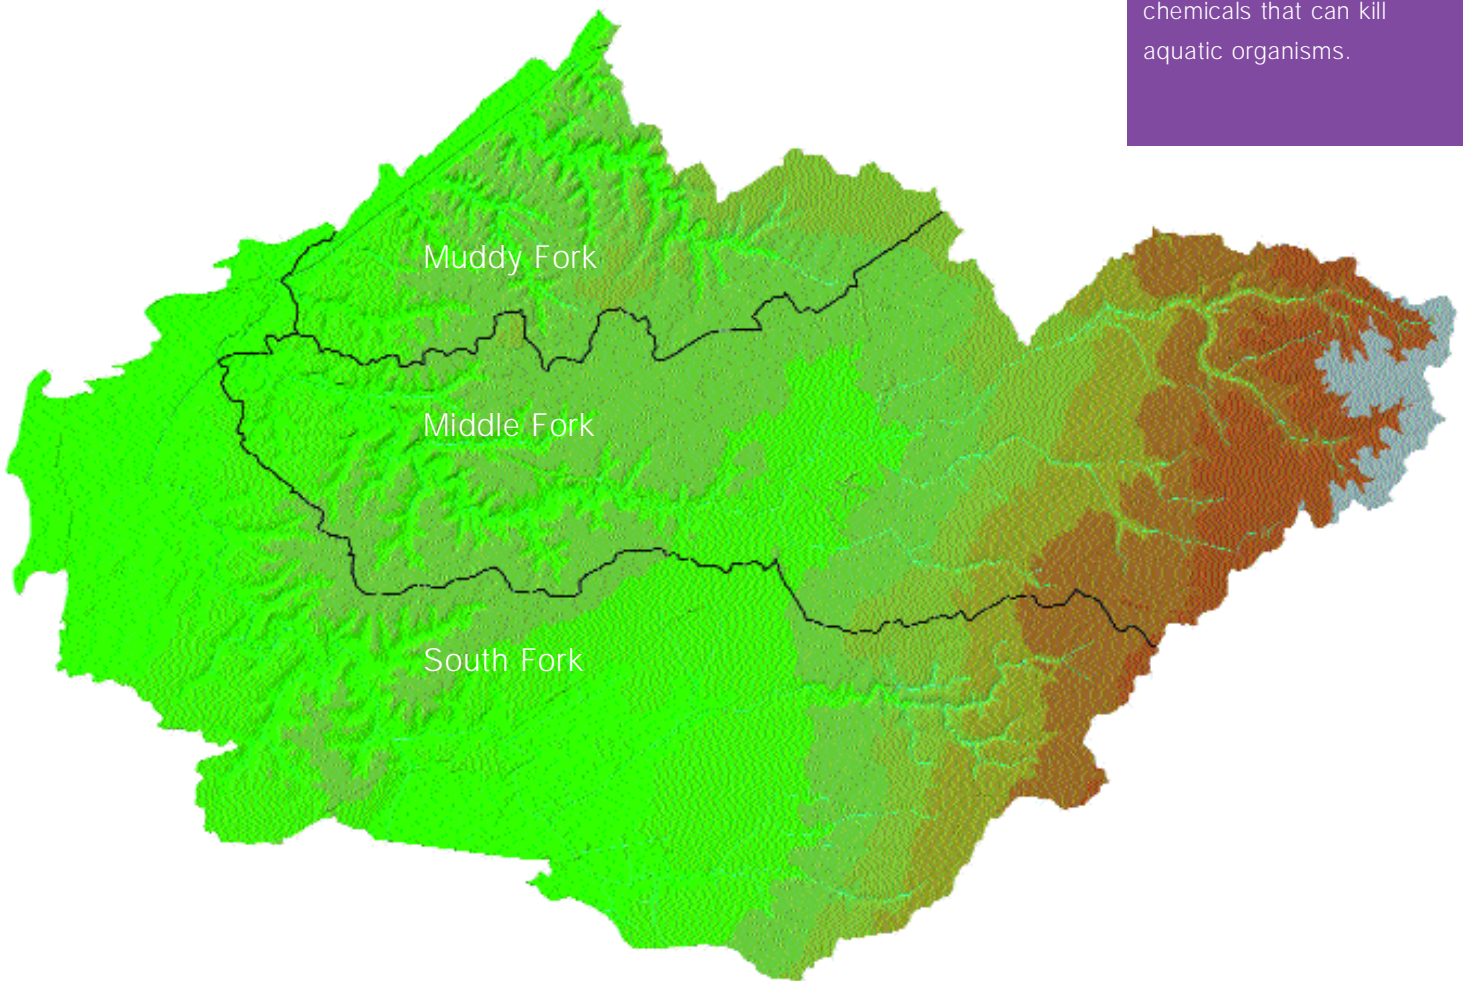 chemicals that can kill
aquatic organisms.
Muddy Fork
Middle Fork
South Fork